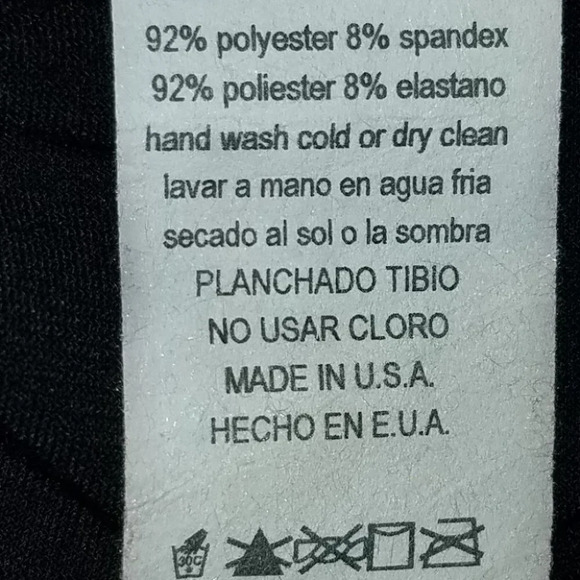 92% polyester 8% spandex
92% poliester 8% elastano
hand wash cold or dry clean
lavar a mano en agua fria
secado al sol o la sombra
PLANCHADO TIBIO
NO USAR CLORO
MADE IN U.S.A.
HECHO EN E.U.A.
30C